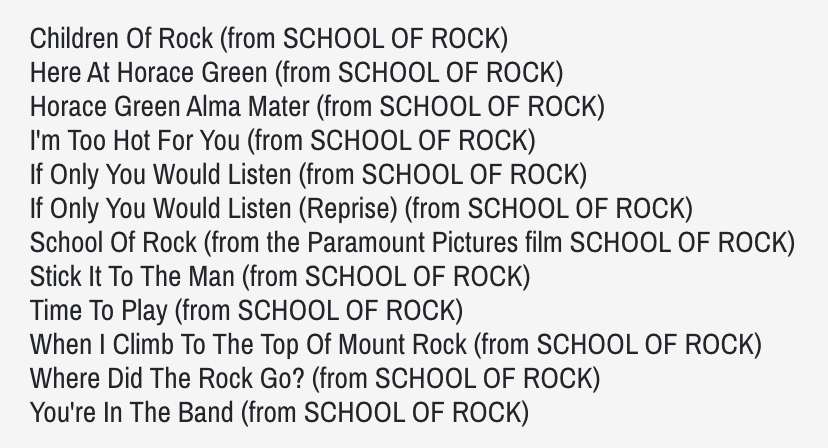 Children Of Rock (from SCHOOL OF ROCK)
Here At Horace Green (from SCHOOL OF ROCK)
Horace Green Alma Mater (from SCHOOL OF ROCK)
I'm Too Hot For You (from SCHOOL OF ROCK)
If Only You Would Listen (from SCHOOL OF ROCK)
If Only You Would Listen (Reprise) (from SCHOOL OF ROCK)
School Of Rock (from the Paramount Pictures film SCHOOL OF ROCK)
Stick It To The Man (from SCHOOL OF ROCK)
Time To Play (from SCHOOL OF ROCK)
When I Climb To The Top Of Mount Rock (from SCHOOL OF ROCK)
Where Did The Rock Go? (from SCHOOL OF ROCK)
You're In The Band (from SCHOOL OF ROCK)